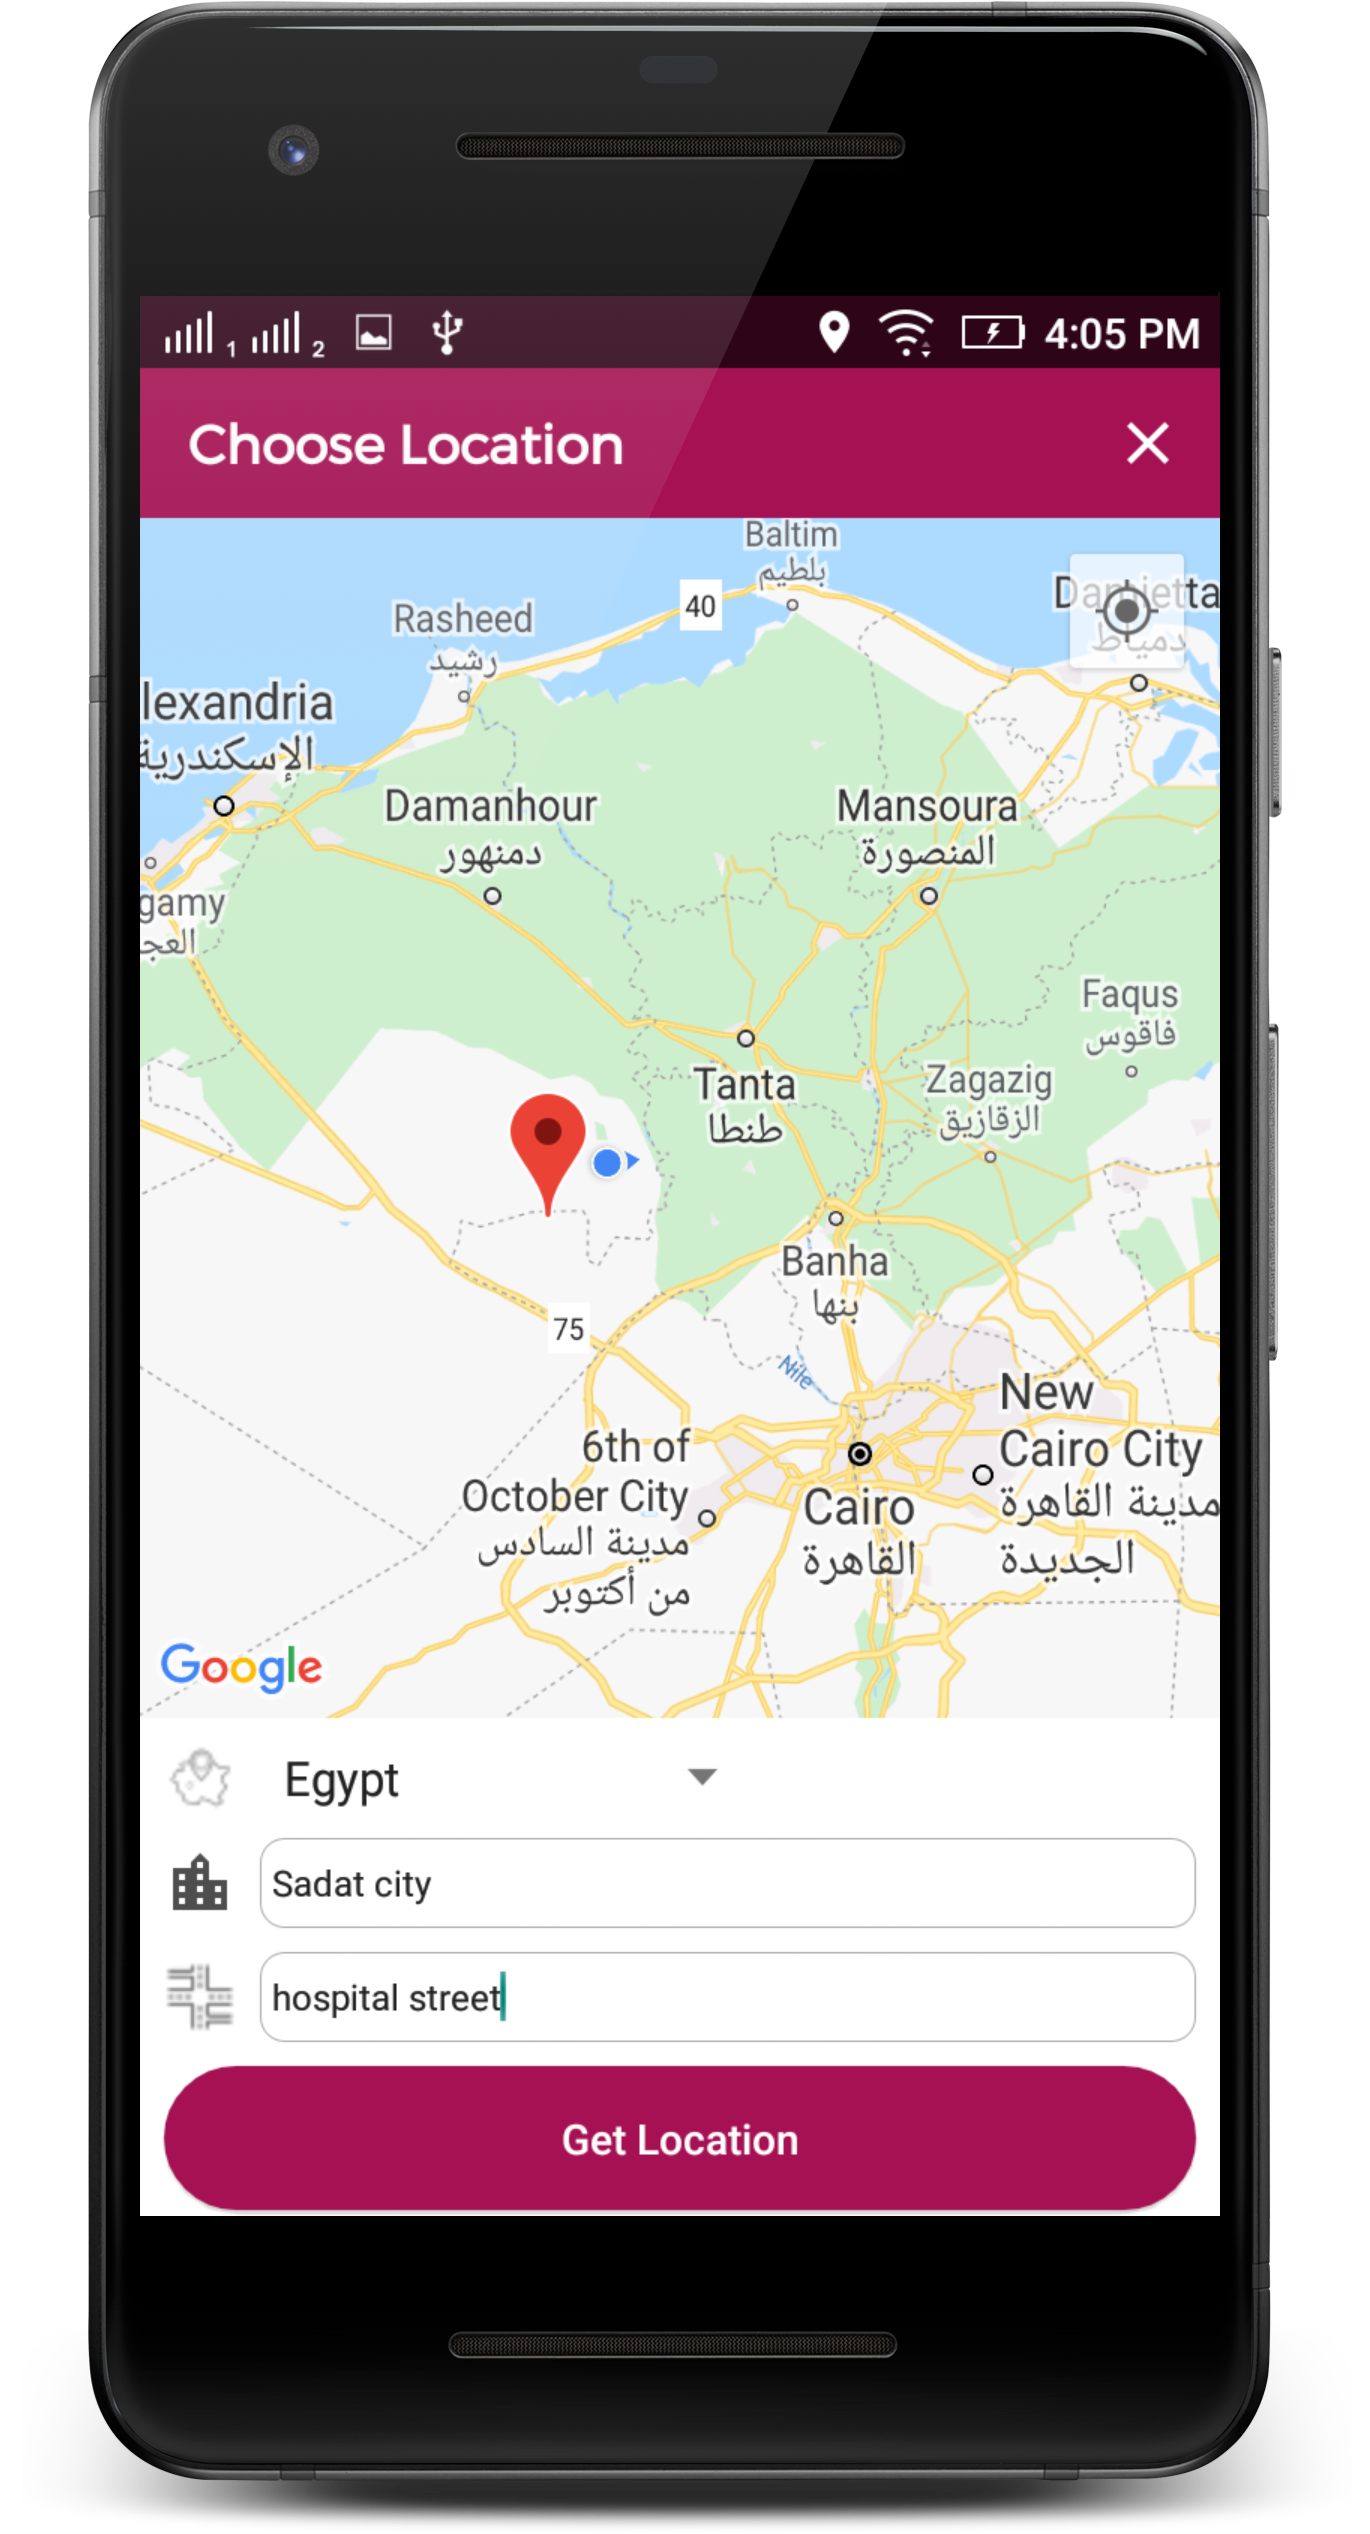 1 2 4:05 PM
Choose Location
Baltim
بلطيم
40
Rasheed
رشيد
Damietta
دمياط
lexandria
الإسكندرية
Damanhour
دمنهور
Mansoura
المنصورة
gamy
العج
Faqus
فاقوس
Tanta
طنطا
Zagazig
الزقازيق
Banha
بنها
75
Nile
New
Cairo City
مدينة القاهرة
الجديدة
6th of
October City
مدينة السادس
من أكتوبر
Cairo
القاهرة
Google
Egypt
Sadat city
hospital street
Get Location